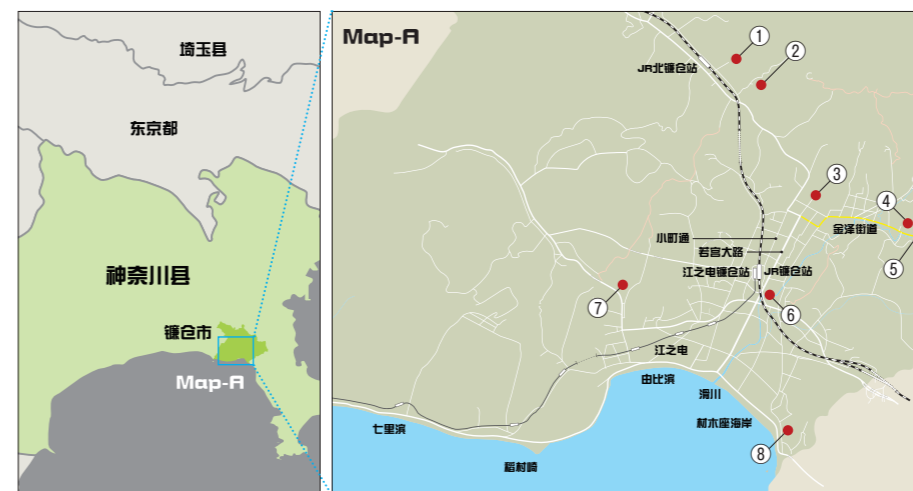 埼玉县
东京都
神奈川县
镰仓市
Map-A
Map-A
①
②
JR北镰仓站
③
④
金泽街道
小町通
若宫大路
⑤
江之电镰仓站
JR镰仓站
⑦
⑥
江之电
由比滨
滑川
材木座海岸
七里滨
⑧
稻村崎